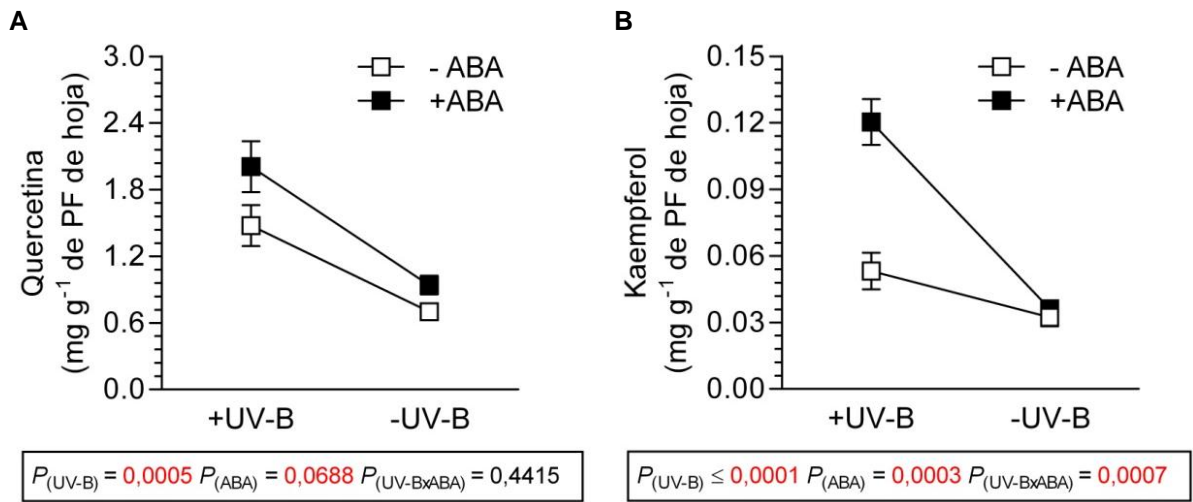 A
Quercetina
(mg g⁻¹ de PF de hoja)
3.0
2.4
1.8
1.2
0.6
0.0
- ABA
+ABA
+UV-B
-UV-B
P(UV-B) = 0,0005 P(ABA) = 0,0688 P(UV-BxABA) = 0,4415
B
Kaempferol
(mg g⁻¹ de PF de hoja)
0.15
0.12
0.09
0.06
0.03
0.00
- ABA
+ABA
+UV-B
-UV-B
P(UV-B) ≤ 0,0001 P(ABA) = 0,0003 P(UV-BxABA) = 0,0007